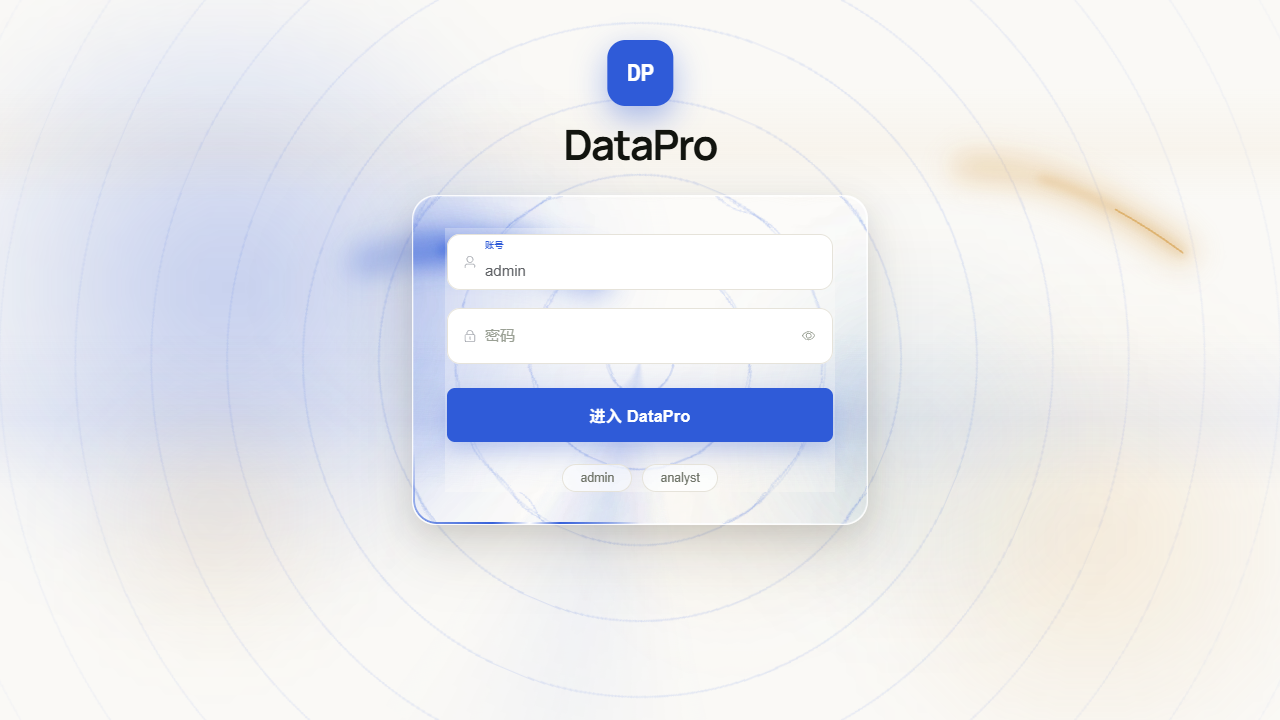 DP
DataPro
账号
admin
密码
进入 DataPro
admin
analyst